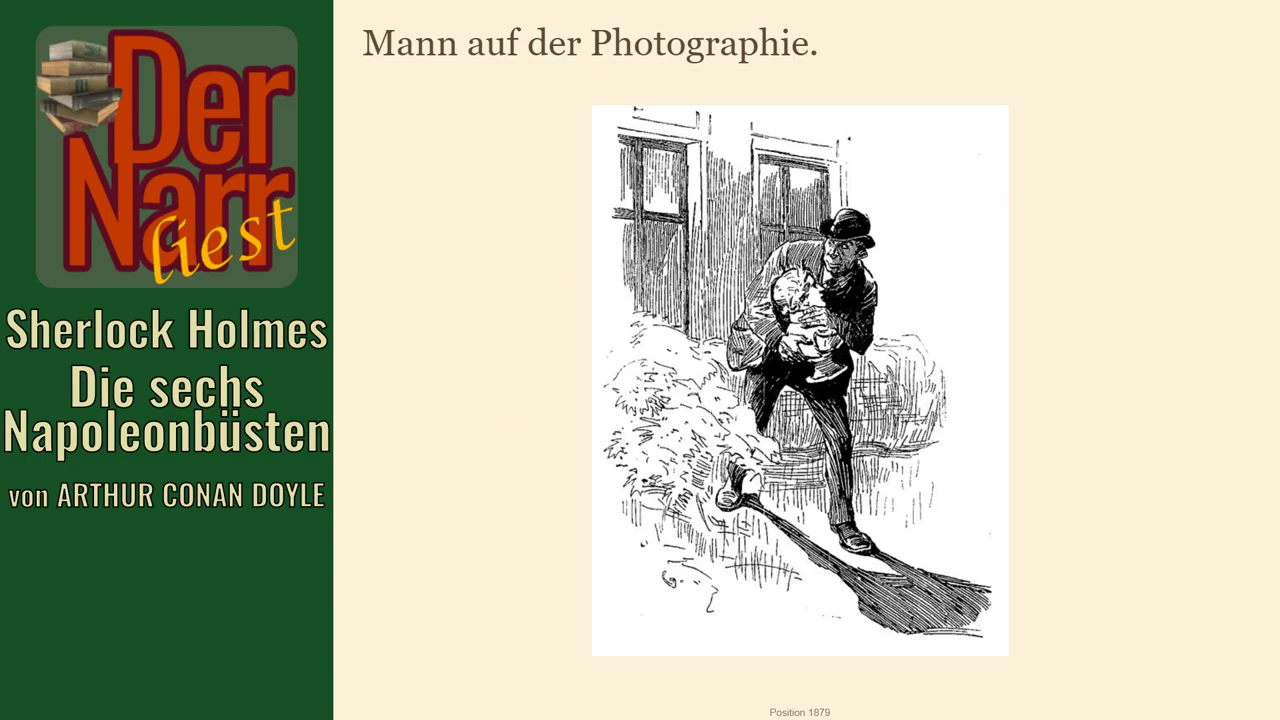 Der
Narr
liest
Sherlock Holmes
Die sechs
Napoleonbüsten
von ARTHUR CONAN DOYLE
Mann auf der Photographie.
Position 1879